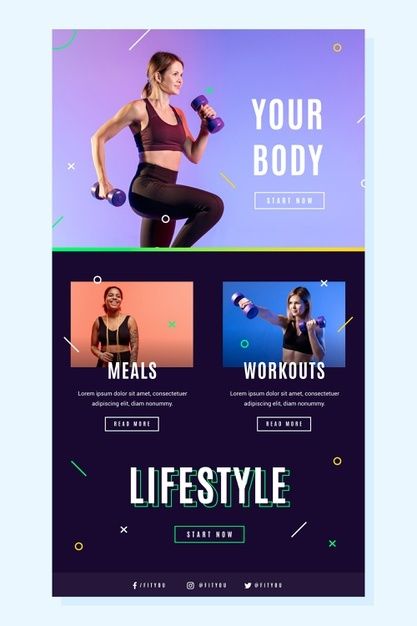 YOUR
BODY
START NOW
MEALS
Lorem ipsum dolor sit amet, consectetuer
adipiscing elit, diam nonummy.
READ MORE
WORKOUTS
Lorem ipsum dolor sit amet, consectetuer
adipiscing elit, diam nonummy.
READ MORE
LIFESTYLE
START NOW
/FITYOU @FITYOU @FITYOU